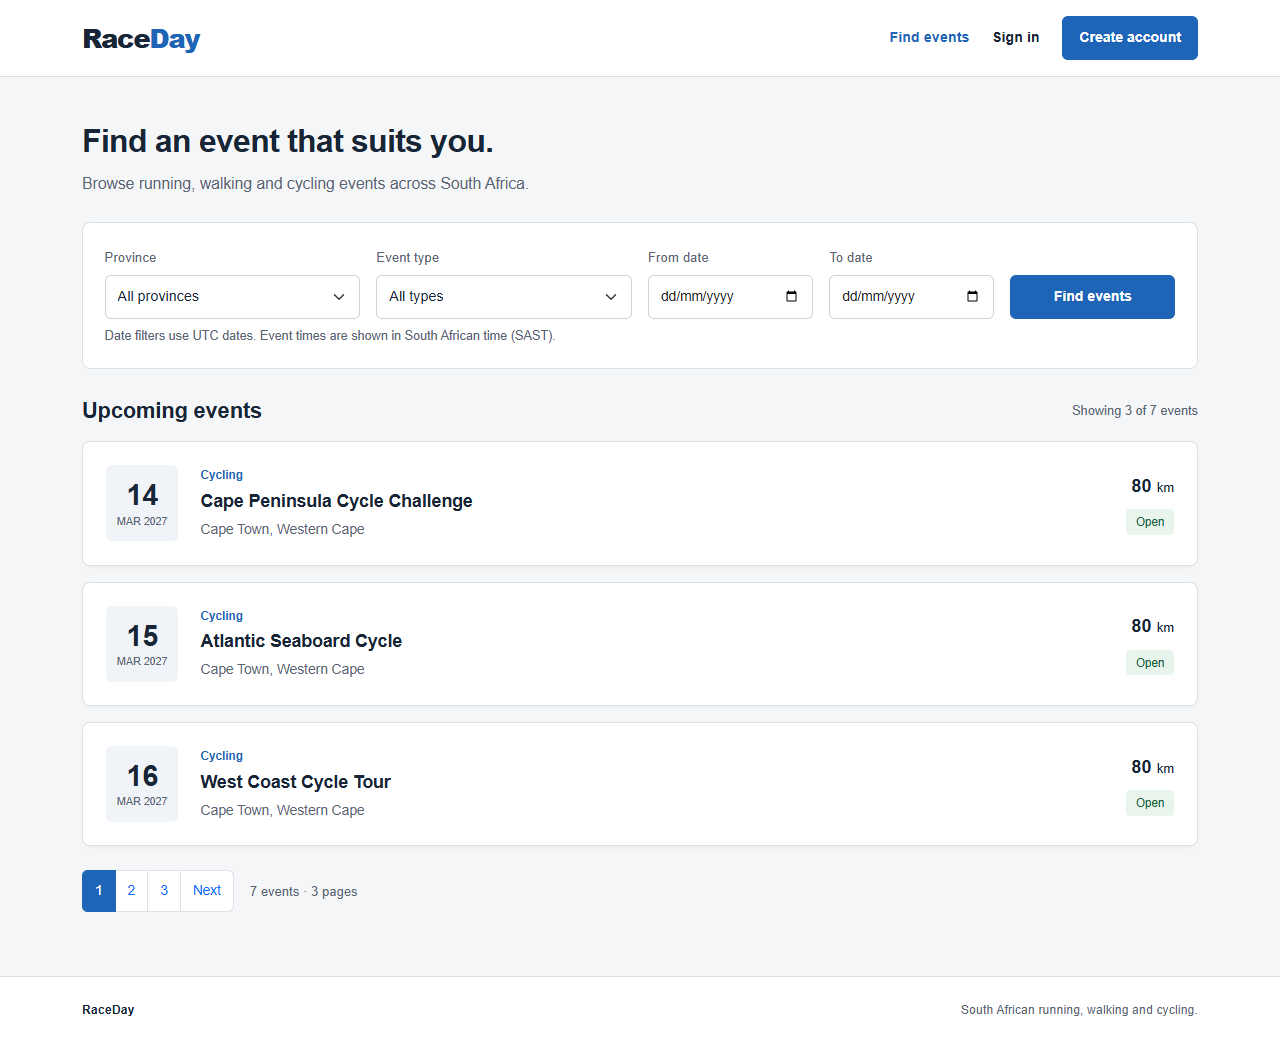 RaceDay
Find events
Sign in
Create account
Find an event that suits you.
Browse running, walking and cycling events across South Africa.
Province
Event type
From date
To date
All provinces
All types
dd/mm/yyyy
dd/mm/yyyy
Find events
Date filters use UTC dates. Event times are shown in South African time (SAST).
Upcoming events
Showing 3 of 7 events
14
MAR 2027
Cycling
Cape Peninsula Cycle Challenge
Cape Town, Western Cape
80 km
Open
15
MAR 2027
Cycling
Atlantic Seaboard Cycle
Cape Town, Western Cape
80 km
Open
16
MAR 2027
Cycling
West Coast Cycle Tour
Cape Town, Western Cape
80 km
Open
1 2 3 Next
7 events · 3 pages
RaceDay
South African running, walking and cycling.